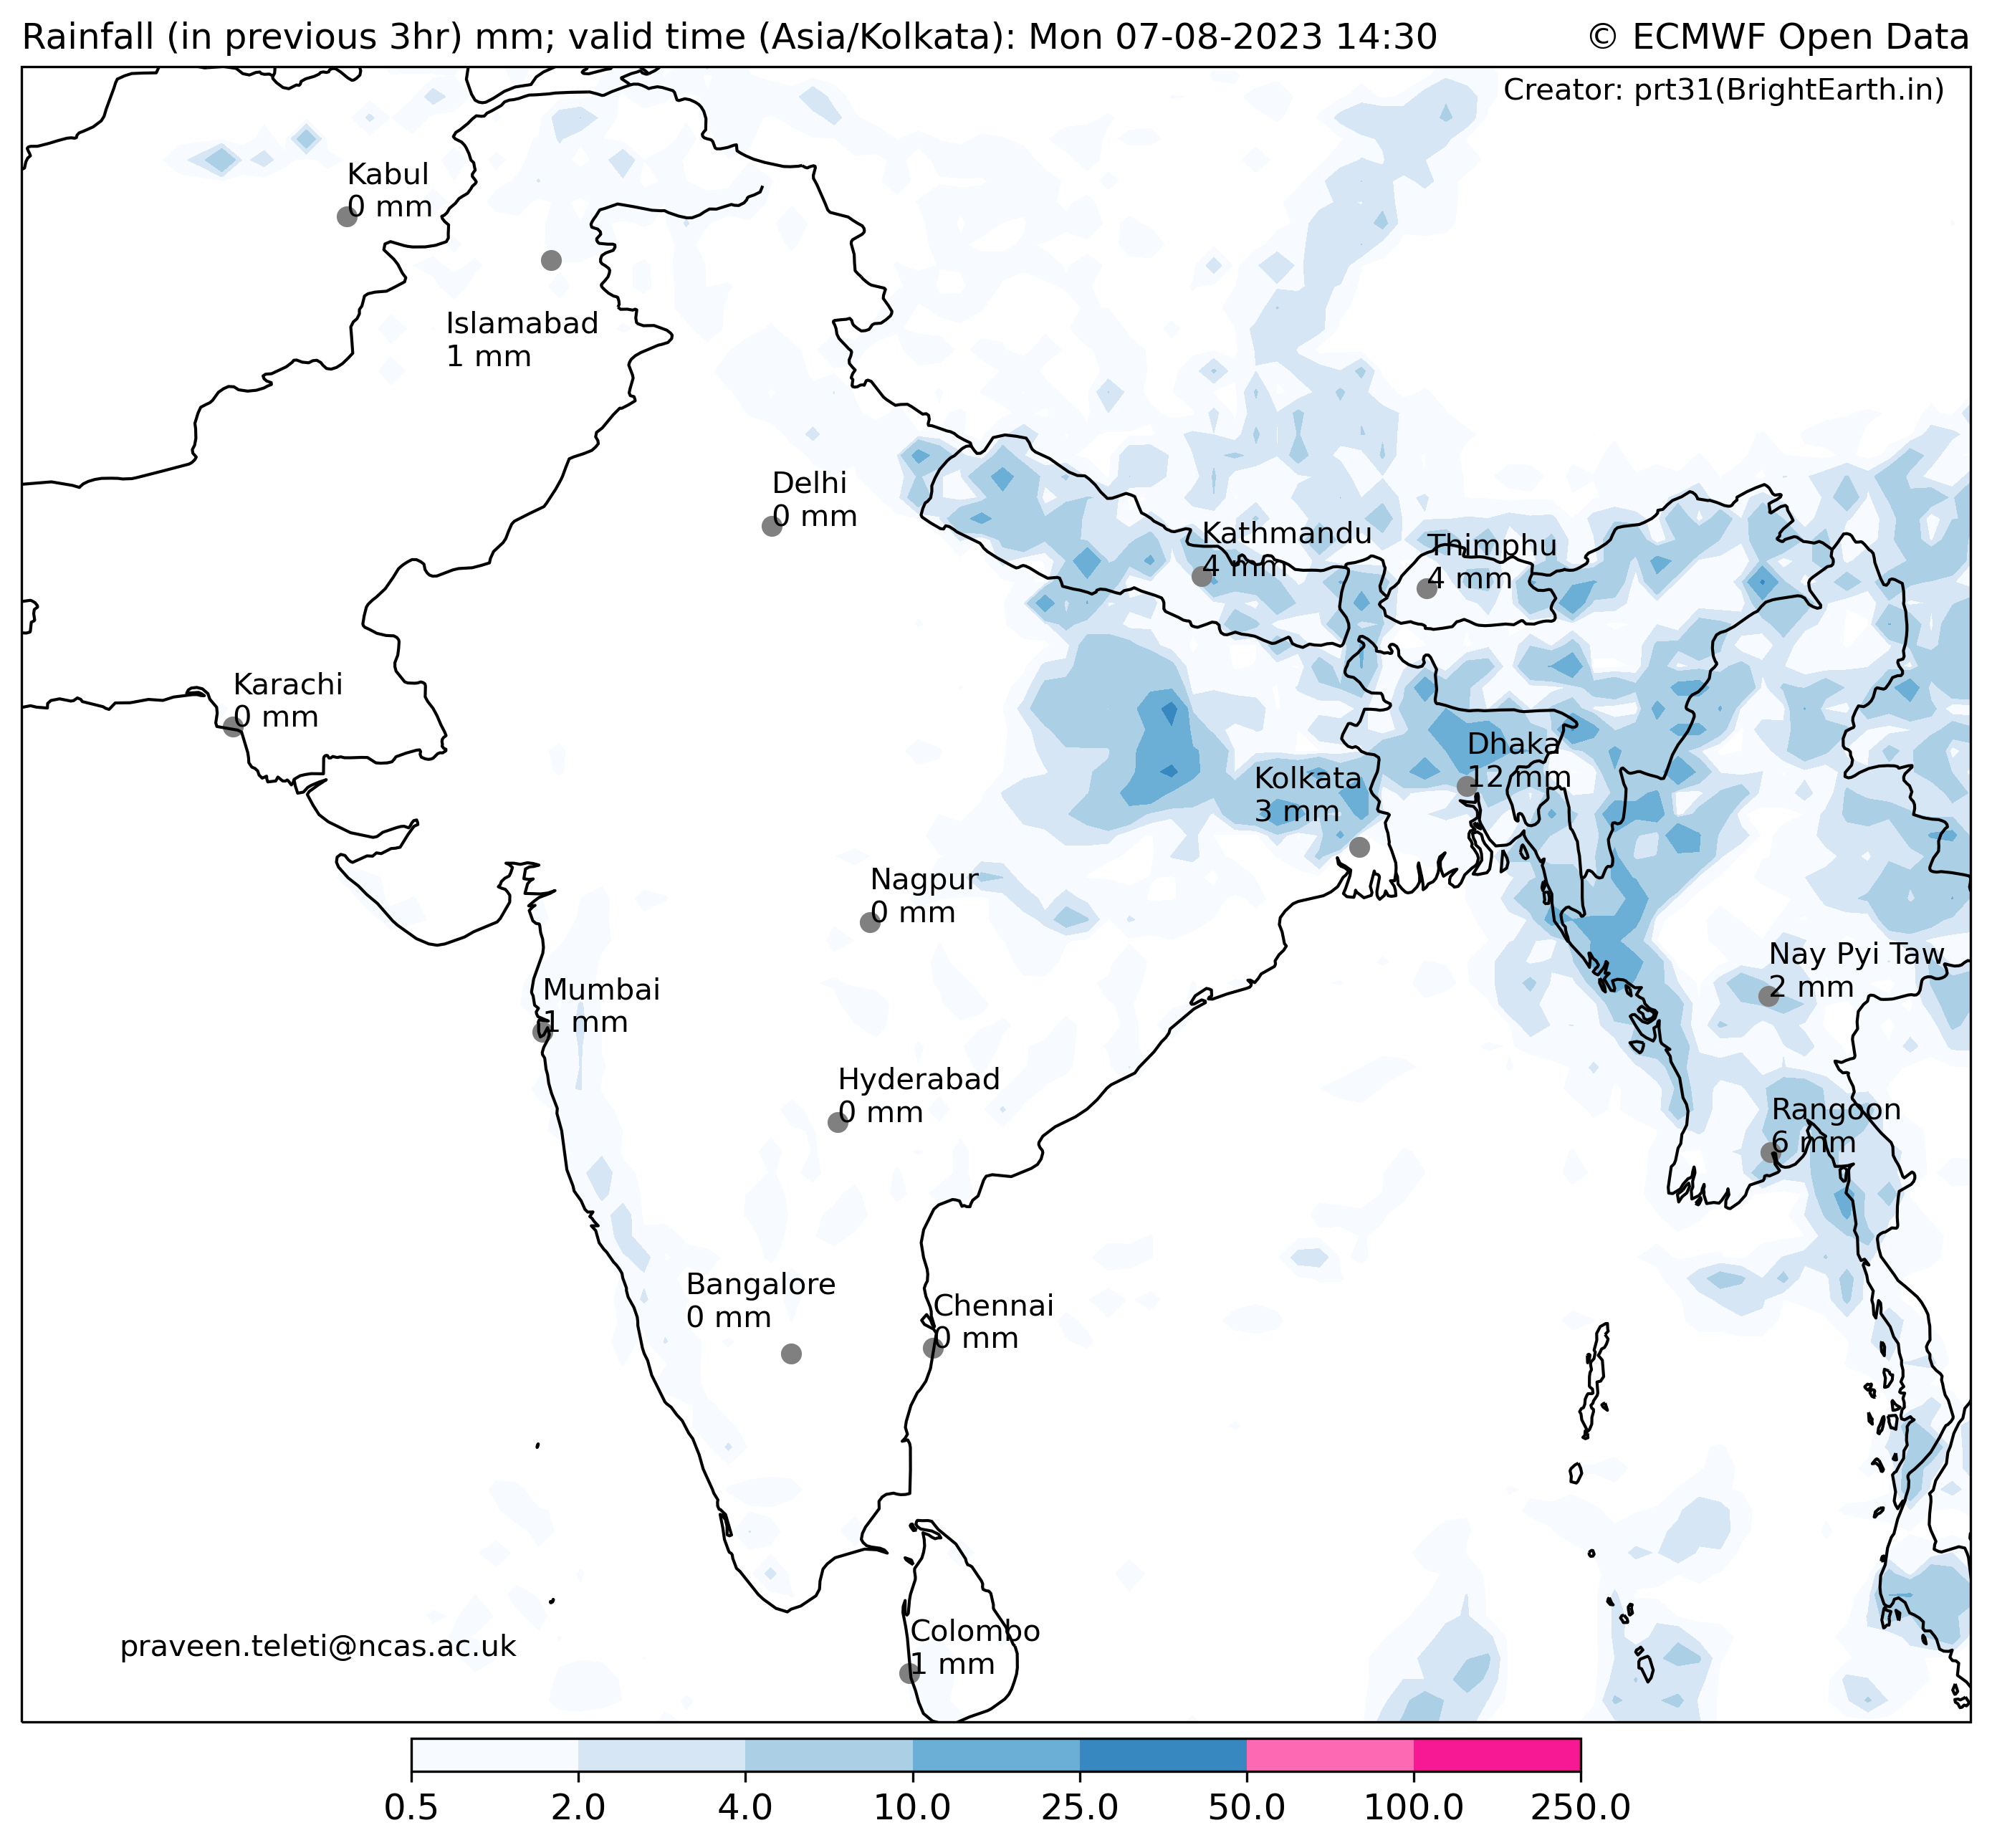 Rainfall (in previous 3hr) mm; valid time (Asia/Kolkata): Mon 07-08-2023 14:30
© ECMWF Open Data
Creator: prt31(BrightEarth.in)
Kabul
0 mm
Islamabad
1 mm
Delhi
0 mm
Kathmandu
4 mm
Thimphu
4 mm
Karachi
0 mm
Dhaka
12 mm
Kolkata
3 mm
Nagpur
0 mm
Nay Pyi Taw
2 mm
Mumbai
1 mm
Hyderabad
0 mm
Rangoon
6 mm
Bangalore
0 mm
Chennai
0 mm
Colombo
1 mm
praveen.teleti@ncas.ac.uk
0.5 2.0 4.0 10.0 25.0 50.0 100.0 250.0